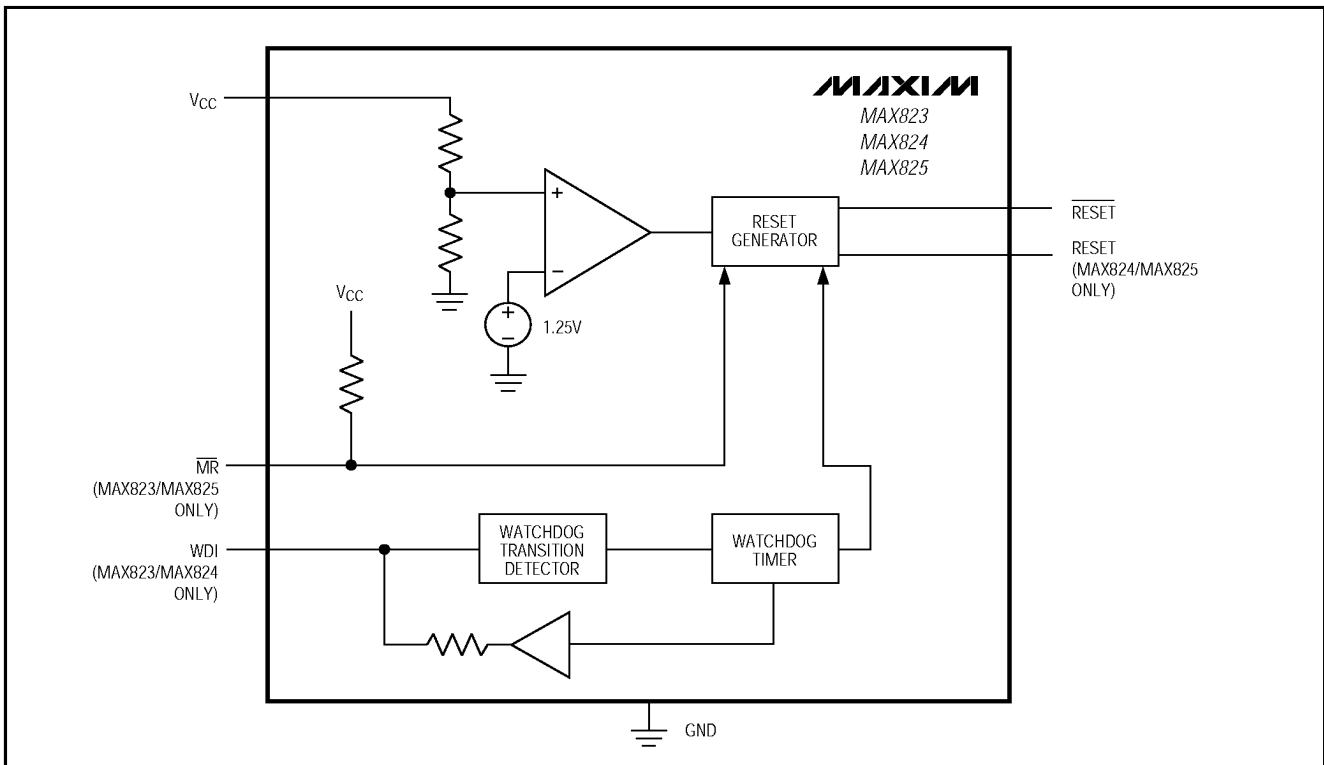 MAXIM
MAX823
MAX824
MAX825
VCC
+
−
RESET
GENERATOR
RESET
RESET
(MAX824/MAX825
ONLY)
VCC
+
−
1.25V
MR
(MAX823/MAX825
ONLY)
WDI
(MAX823/MAX824
ONLY)
WATCHDOG
TRANSITION
DETECTOR
WATCHDOG
TIMER
GND